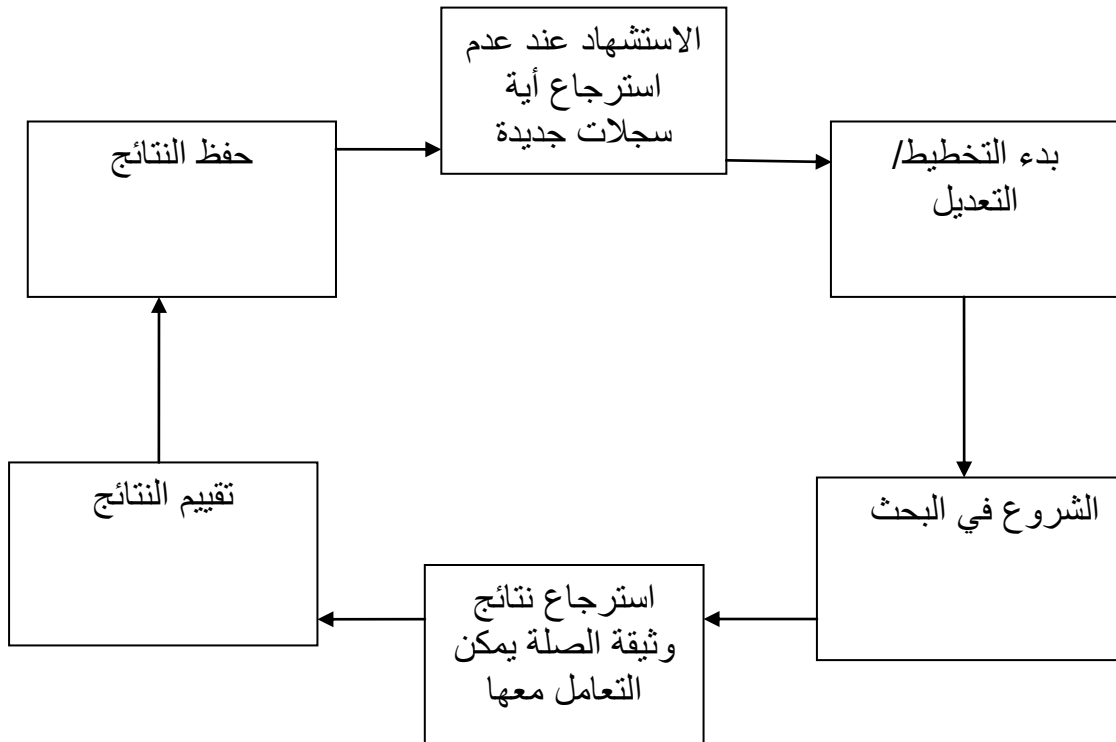 الاستشهاد عند عدم
استرجاع أية
سجلات جديدة
بدء التخطيط/
التعديل
الشروع في البحث
استرجاع نتائج
وثيقة الصلة يمكن
التعامل معها
تقييم النتائج
حفظ النتائج